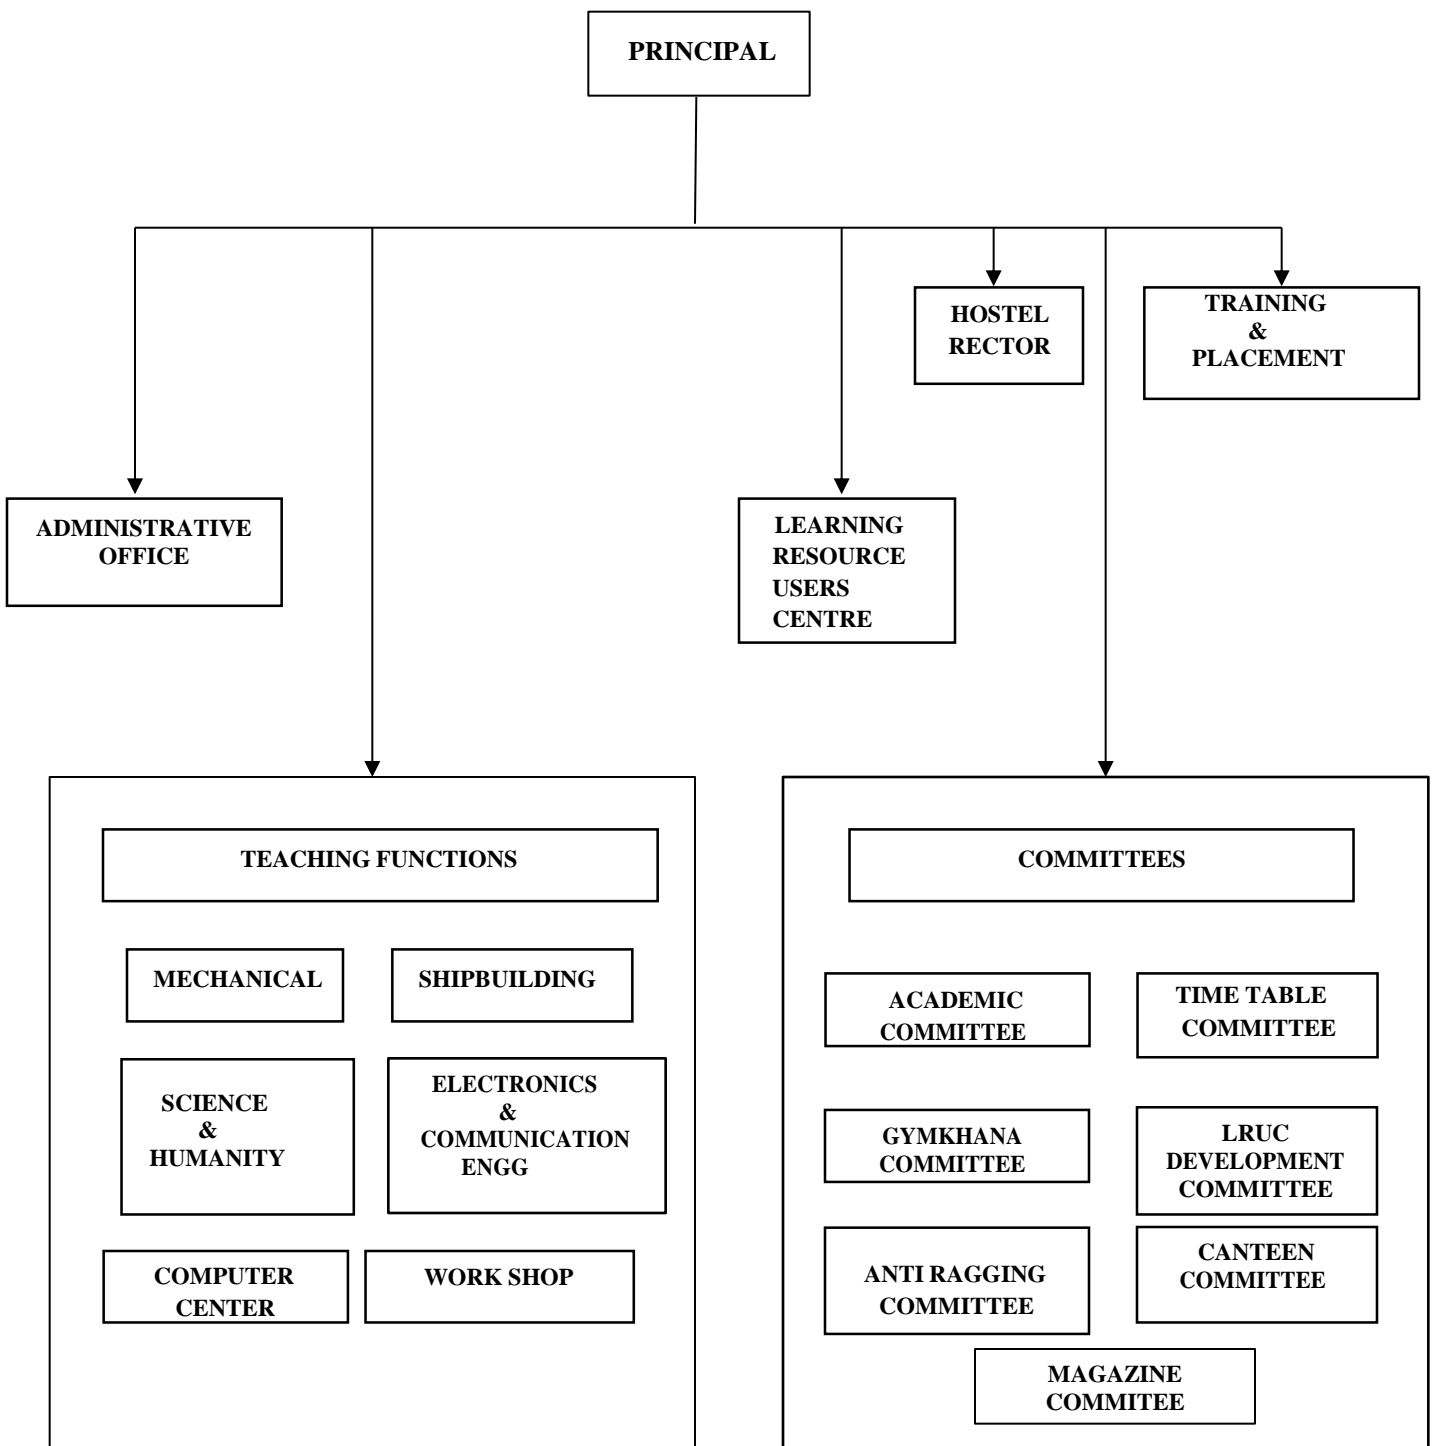 PRINCIPAL
HOSTEL
RECTOR
TRAINING
&
PLACEMENT
ADMINISTRATIVE
OFFICE
LEARNING
RESOURCE
USERS
CENTRE
TEACHING FUNCTIONS
MECHANICAL
SHIPBUILDING
SCIENCE
&
HUMANITY
ELECTRONICS
&
COMMUNICATION
ENGG
COMPUTER
CENTER
WORK SHOP
COMMITTEES
ACADEMIC
COMMITTEE
TIME TABLE
COMMITTEE
GYMKHANA
COMMITTEE
LRUC
DEVELOPMENT
COMMITTEE
ANTI RAGGING
COMMITTEE
CANTEEN
COMMITTEE
MAGAZINE
COMMITEE